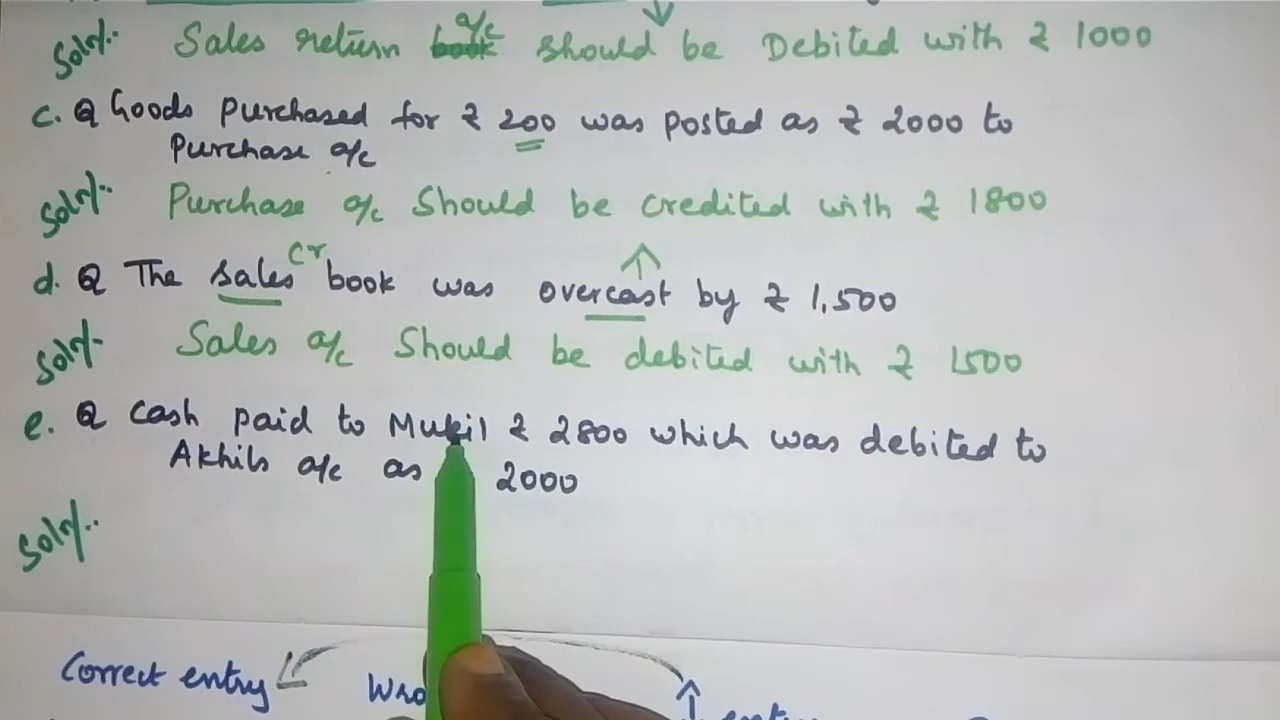 Soln/:. Sales return a/c should be Debited with ₹ 1000
c. Q Goods purchased for ₹ 200 was posted as ₹ 2000 to
Purchase a/c
Soln/:. Purchase a/c Should be credited with ₹ 1800
Cr
d. Q The sales book was overcast by ₹ 1,500
Soln/:. Sales a/c Should be debited with ₹ 1500
e. Q Cash paid to Mukil ₹ 2800 which was debited to
Akhils a/c as 2000
Soln/:.
Correct entry